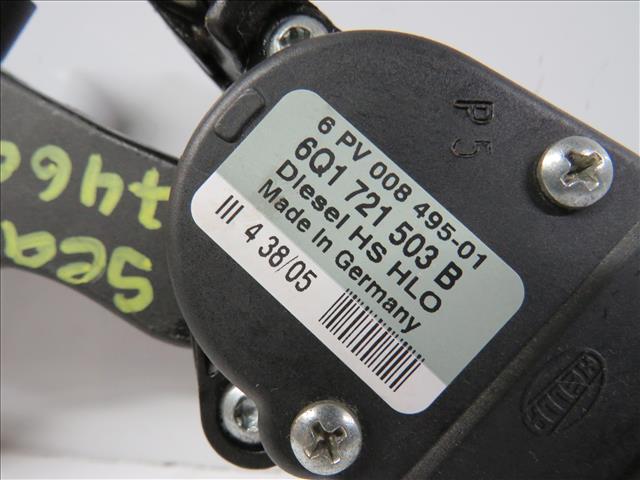 6 PV 008 495-01
6Q1 721 503 B
Diesel HS HLO
Made In Germany
III 4 38/05
P5
HELLA